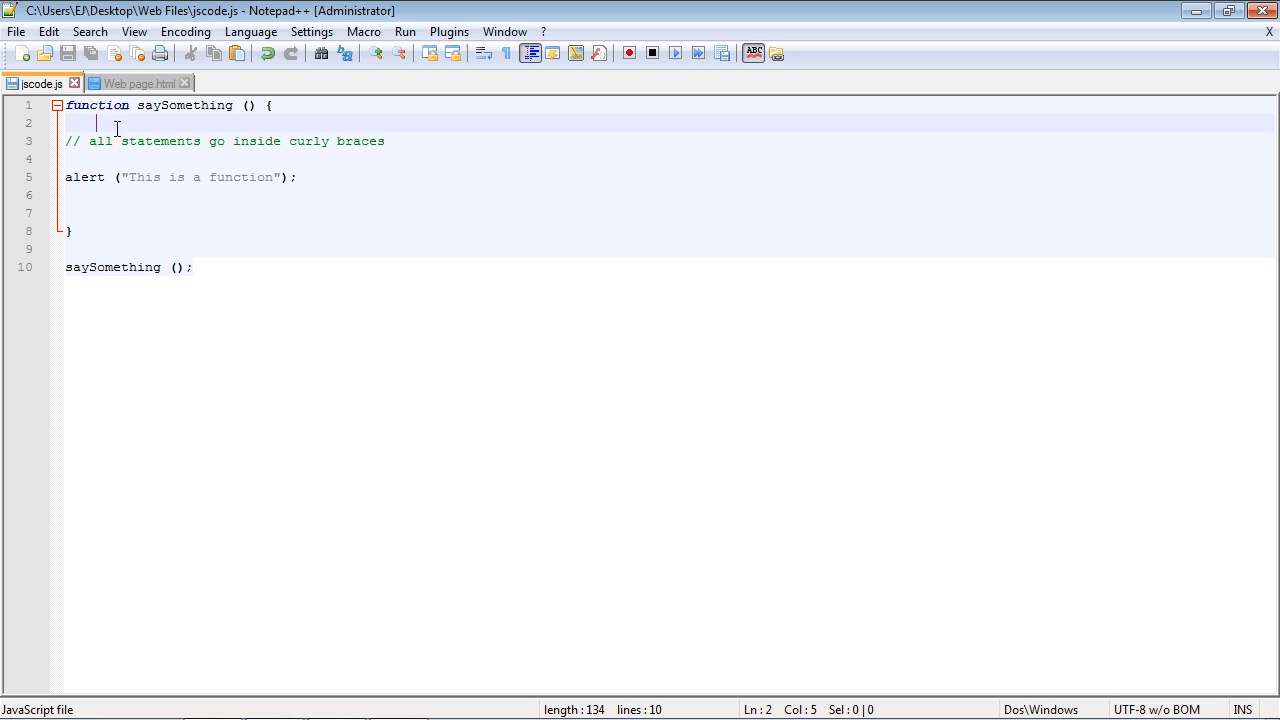 C:\Users\EJ\Desktop\Web Files\jscode.js - Notepad++ [Administrator]
File Edit Search View Encoding Language Settings Macro Run Plugins Window ? X
ABC
jscode.js Web page.html
1 function saySomething () {
2
3 // all statements go inside curly braces
4
5 alert ("This is a function");
6
7
8 }
9
10 saySomething ();
JavaScript file length : 134 lines : 10 Ln : 2 Col : 5 Sel : 0 | 0 Dos\Windows UTF-8 w/o BOM INS